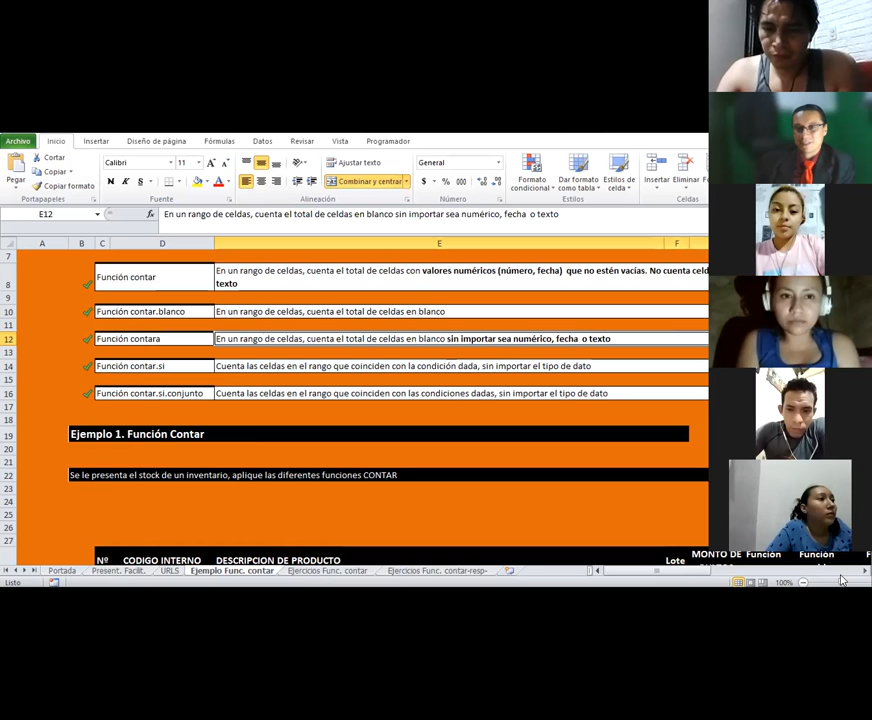 Archivo Inicio Insertar Diseño de página Fórmulas Datos Revisar Vista Programador
Cortar
Copiar
Copiar formato
Pegar
Portapapeles
Calibri 11
N K S
Fuente
Ajustar texto
Combinar y centrar
Alineación
General
$ % 000
Número
Formato condicional
Dar formato como tabla
Estilos de celda
Estilos
Insertar Eliminar
Celdas
E12 fx En un rango de celdas, cuenta el total de celdas en blanco sin importar sea numérico, fecha o texto
A B C D E F
7
8 Función contar En un rango de celdas, cuenta el total de celdas con valores numéricos (número, fecha) que no estén vacías. No cuenta celd
texto
9
10 Función contar.blanco En un rango de celdas, cuenta el total de celdas en blanco
11
12 Función contara En un rango de celdas, cuenta el total de celdas en blanco sin importar sea numérico, fecha o texto
13
14 Función contar.si Cuenta las celdas en el rango que coinciden con la condición dada, sin importar el tipo de dato
15
16 Función contar.si.conjunto Cuenta las celdas en el rango que coinciden con las condiciones dadas, sin importar el tipo de dato
17
18
19 Ejemplo 1. Función Contar
20
21
22 Se le presenta el stock de un inventario, aplique las diferentes funciones CONTAR
23
24
25
26
27
Nº CODIGO INTERNO DESCRIPCION DE PRODUCTO Lote MONTO DE Función Función
Portada Present. Facilit. URLS Ejemplo Func. contar Ejercicios Func. contar Ejercicios Func. contar-resp-
Listo 100%